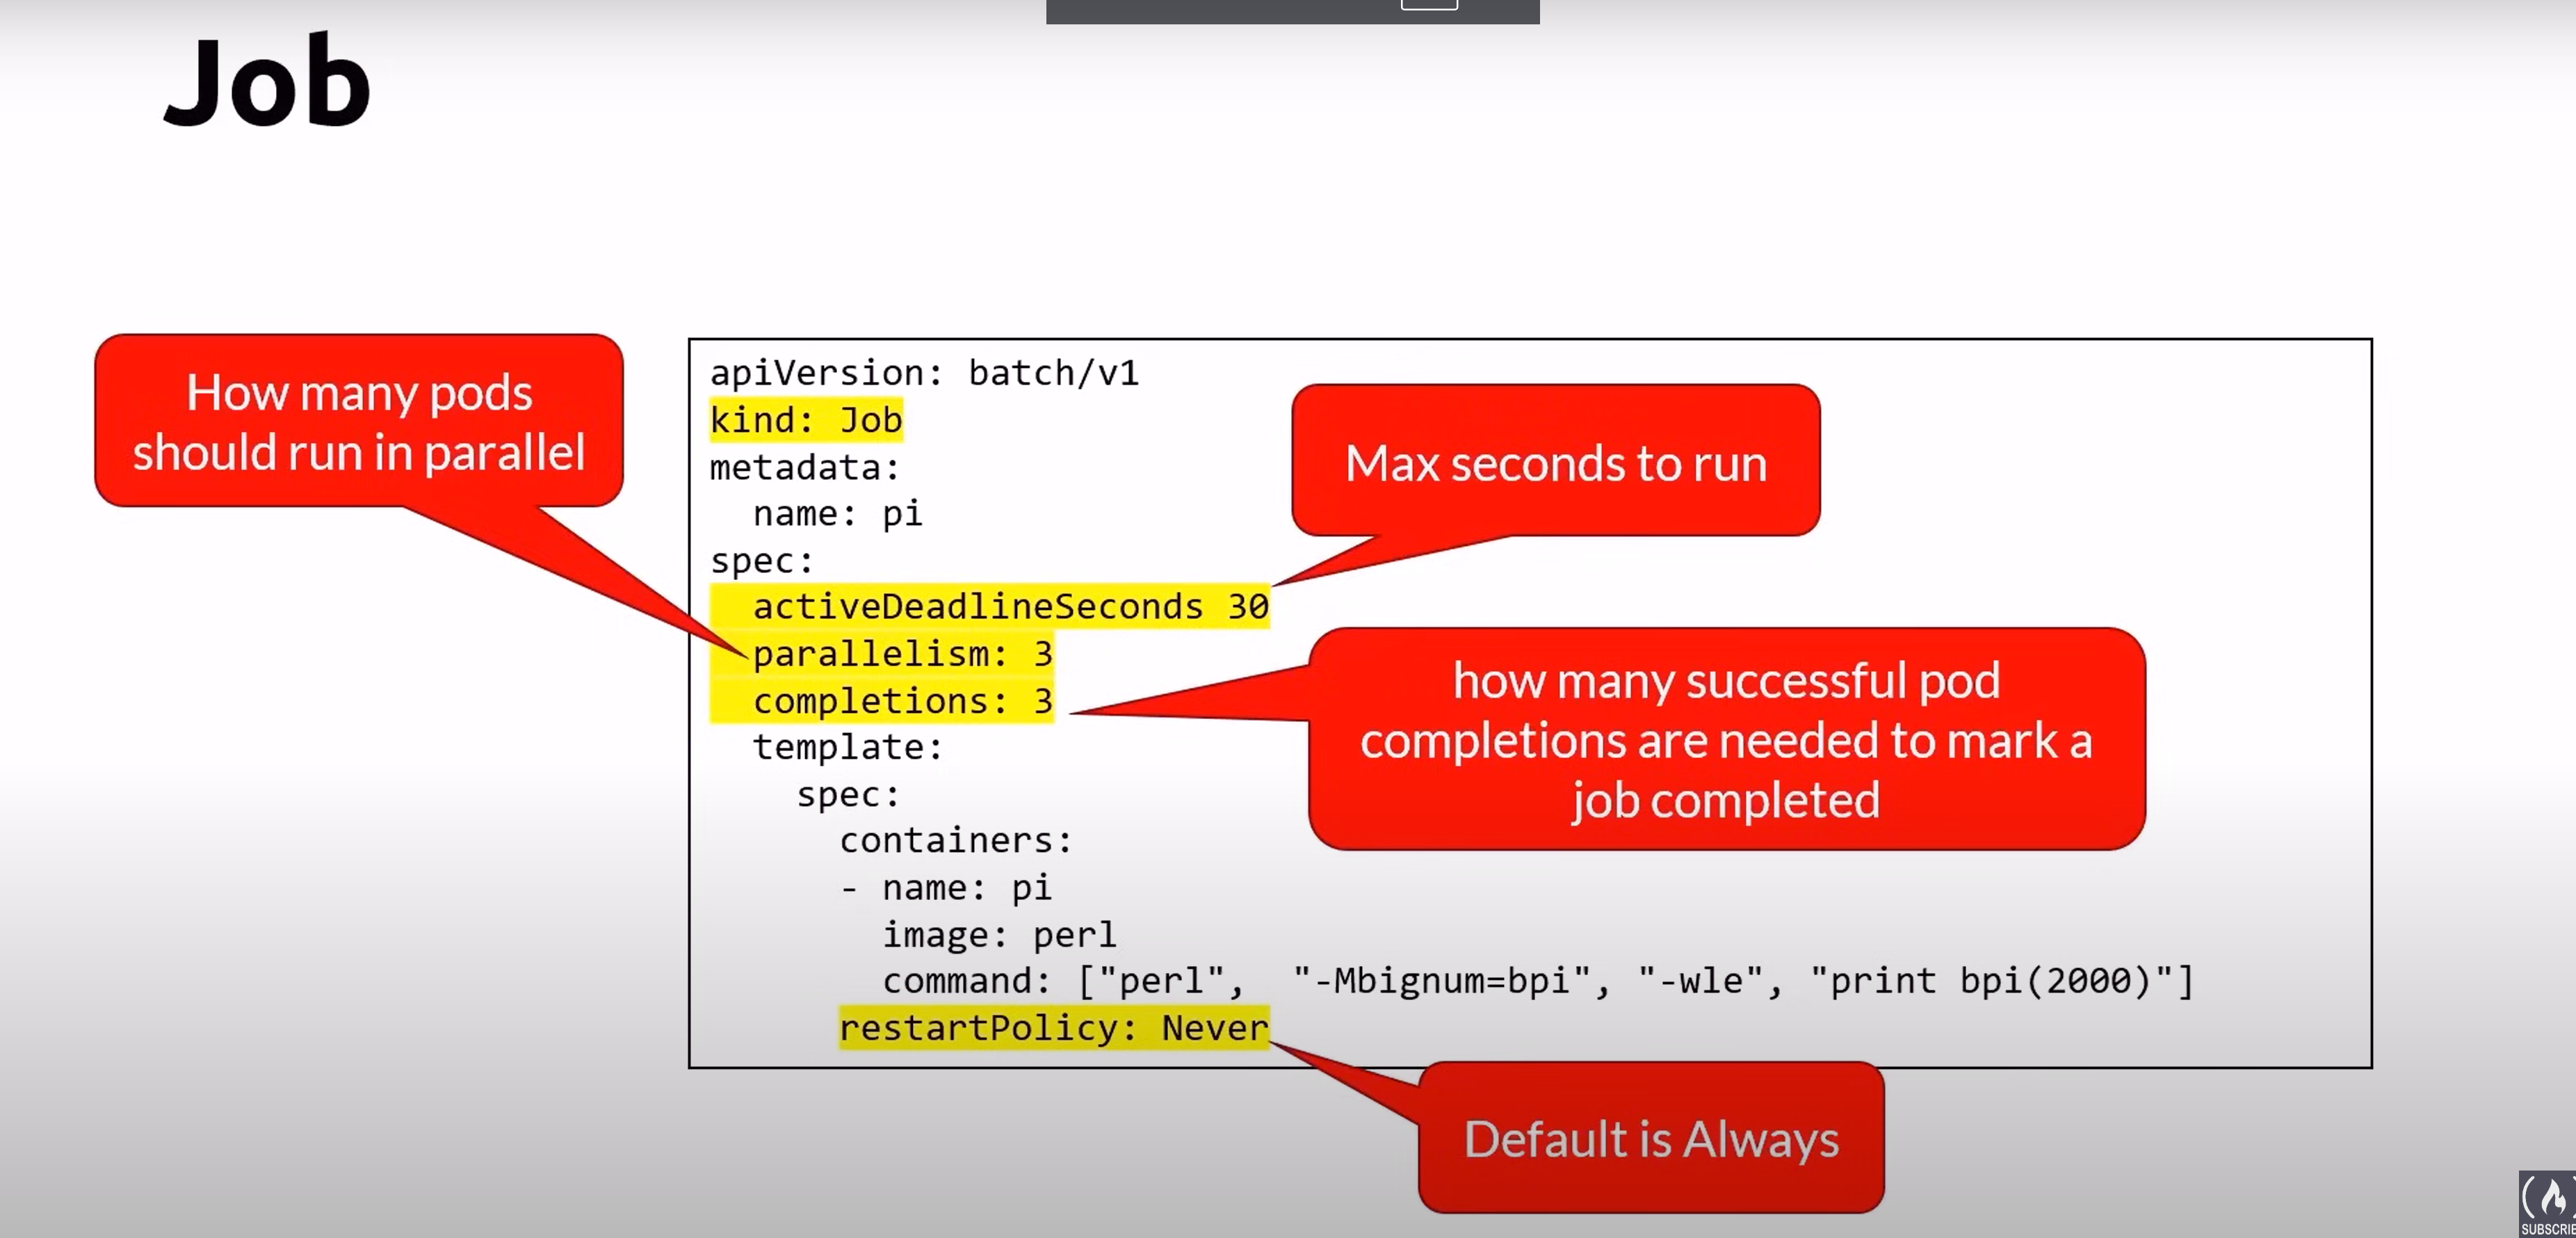 Job
How many pods
should run in parallel
apiVersion: batch/v1
kind: Job
metadata:
  name: pi
spec:
  activeDeadlineSeconds 30
  parallelism: 3
  completions: 3
  template:
    spec:
      containers:
      - name: pi
        image: perl
        command: ["perl",  "-Mbignum=bpi", "-wle", "print bpi(2000)"]
      restartPolicy: Never
Max seconds to run
how many successful pod
completions are needed to mark a
job completed
Default is Always